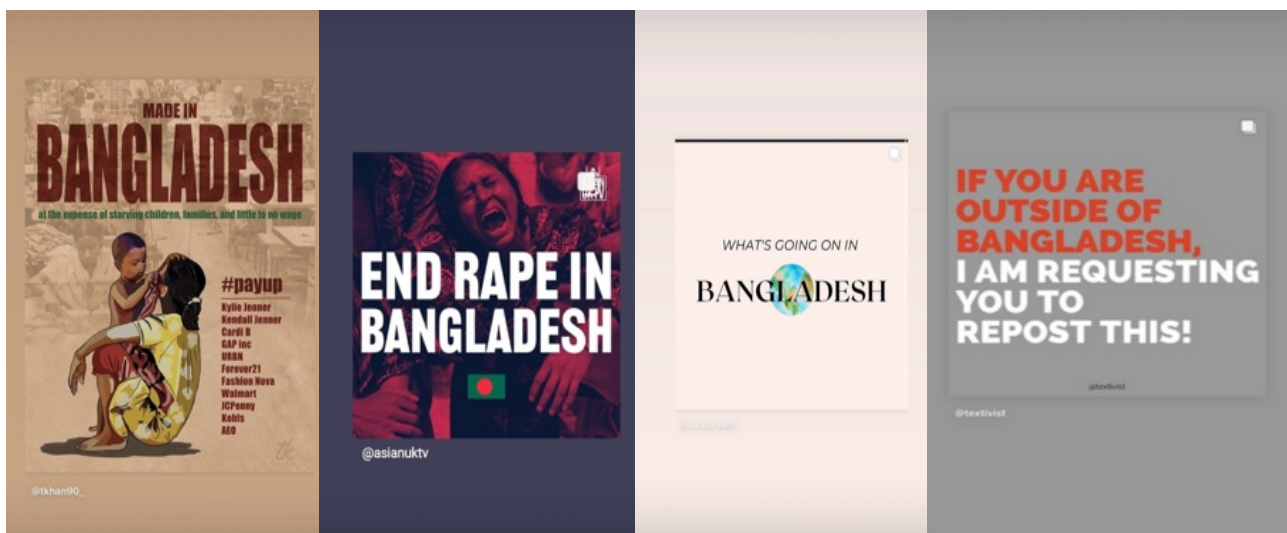 MADE IN
BANGLADESH
at the expense of starving children, families, and little to no wage
#payup
Kylie Jenner
Kendall Jenner
Cardi B
GAP inc
URBN
Forever21
Fashion Nova
Walmart
JCPenny
Kohls
AEO
tk
@tkhan90_
END RAPE IN
BANGLADESH
@asianuktv
WHAT'S GOING ON IN
BANGLADESH
IF YOU ARE
OUTSIDE OF
BANGLADESH,
I AM REQUESTING
YOU TO
REPOST THIS!
@textivist
@textivist